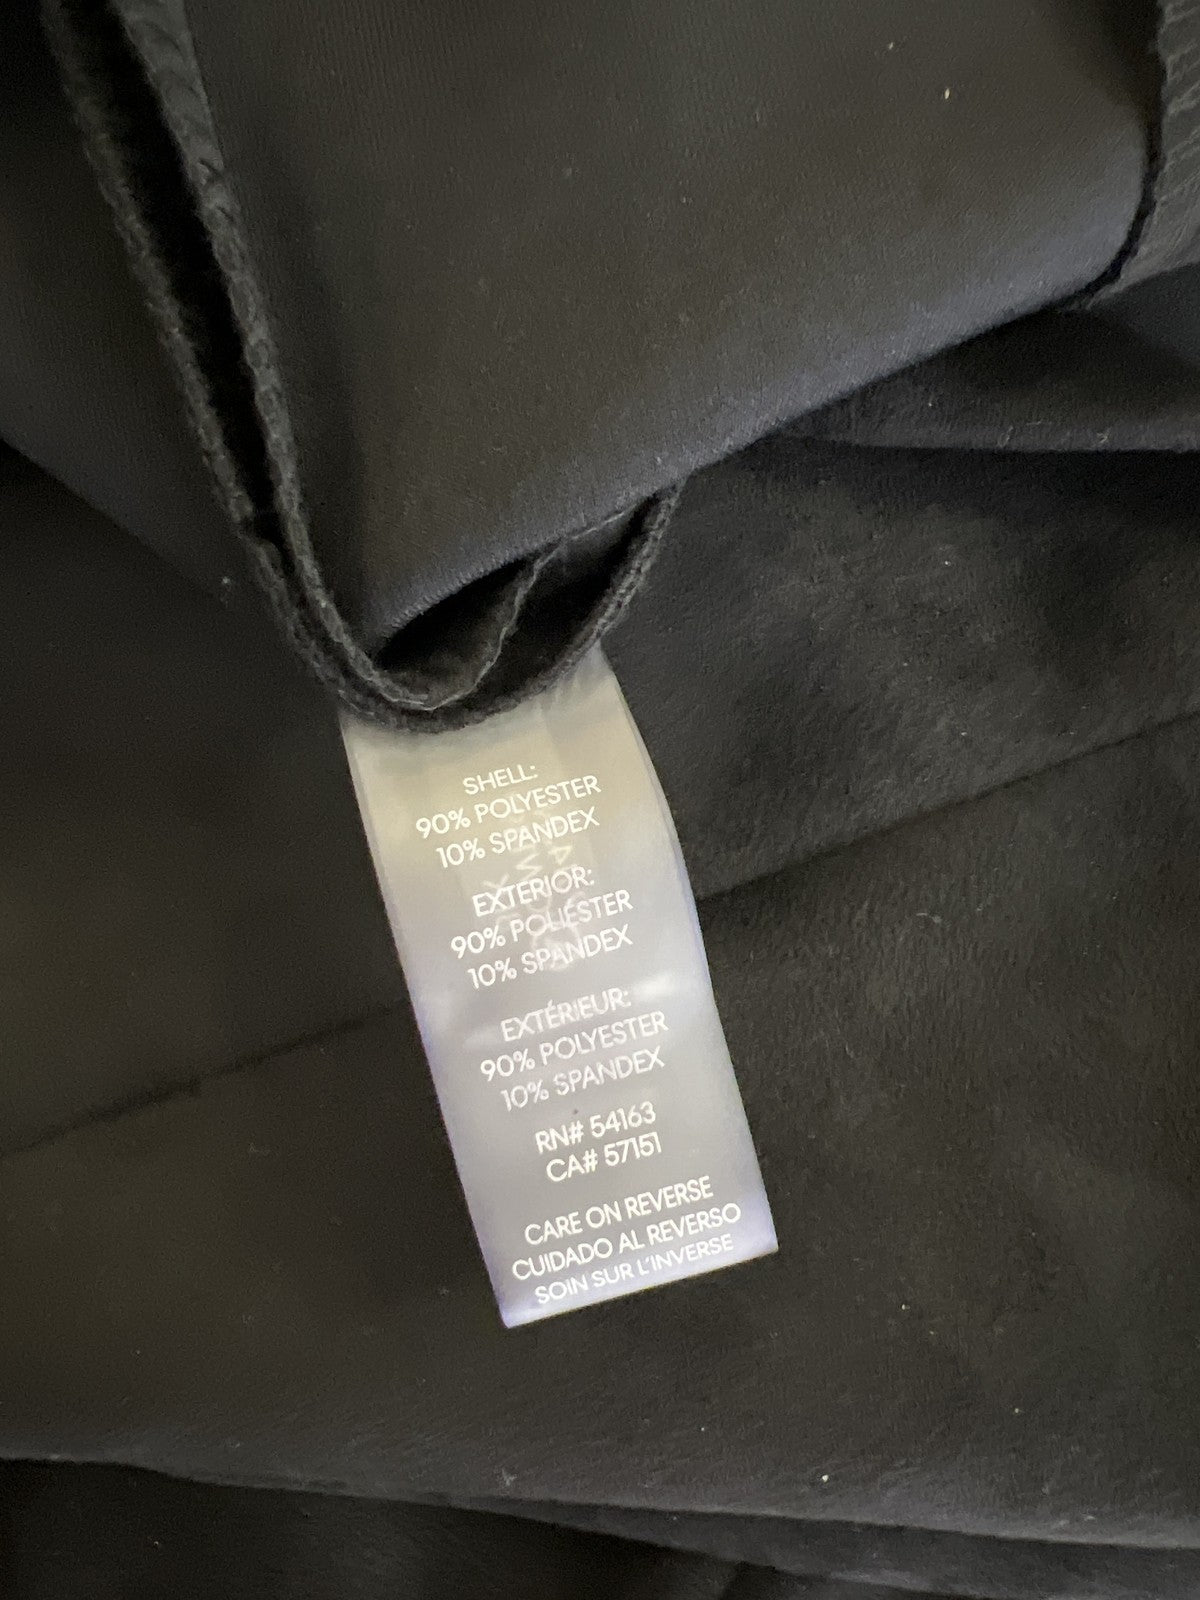 SHELL:
90% POLYESTER
10% SPANDEX
EXTERIOR:
90% POLIÉSTER
10% SPANDEX
EXTÉRIEUR:
90% POLYESTER
10% SPANDEX
RN# 54163
CA# 57151
CARE ON REVERSE
CUIDADO AL REVERSO
SOIN SUR L'INVERSE